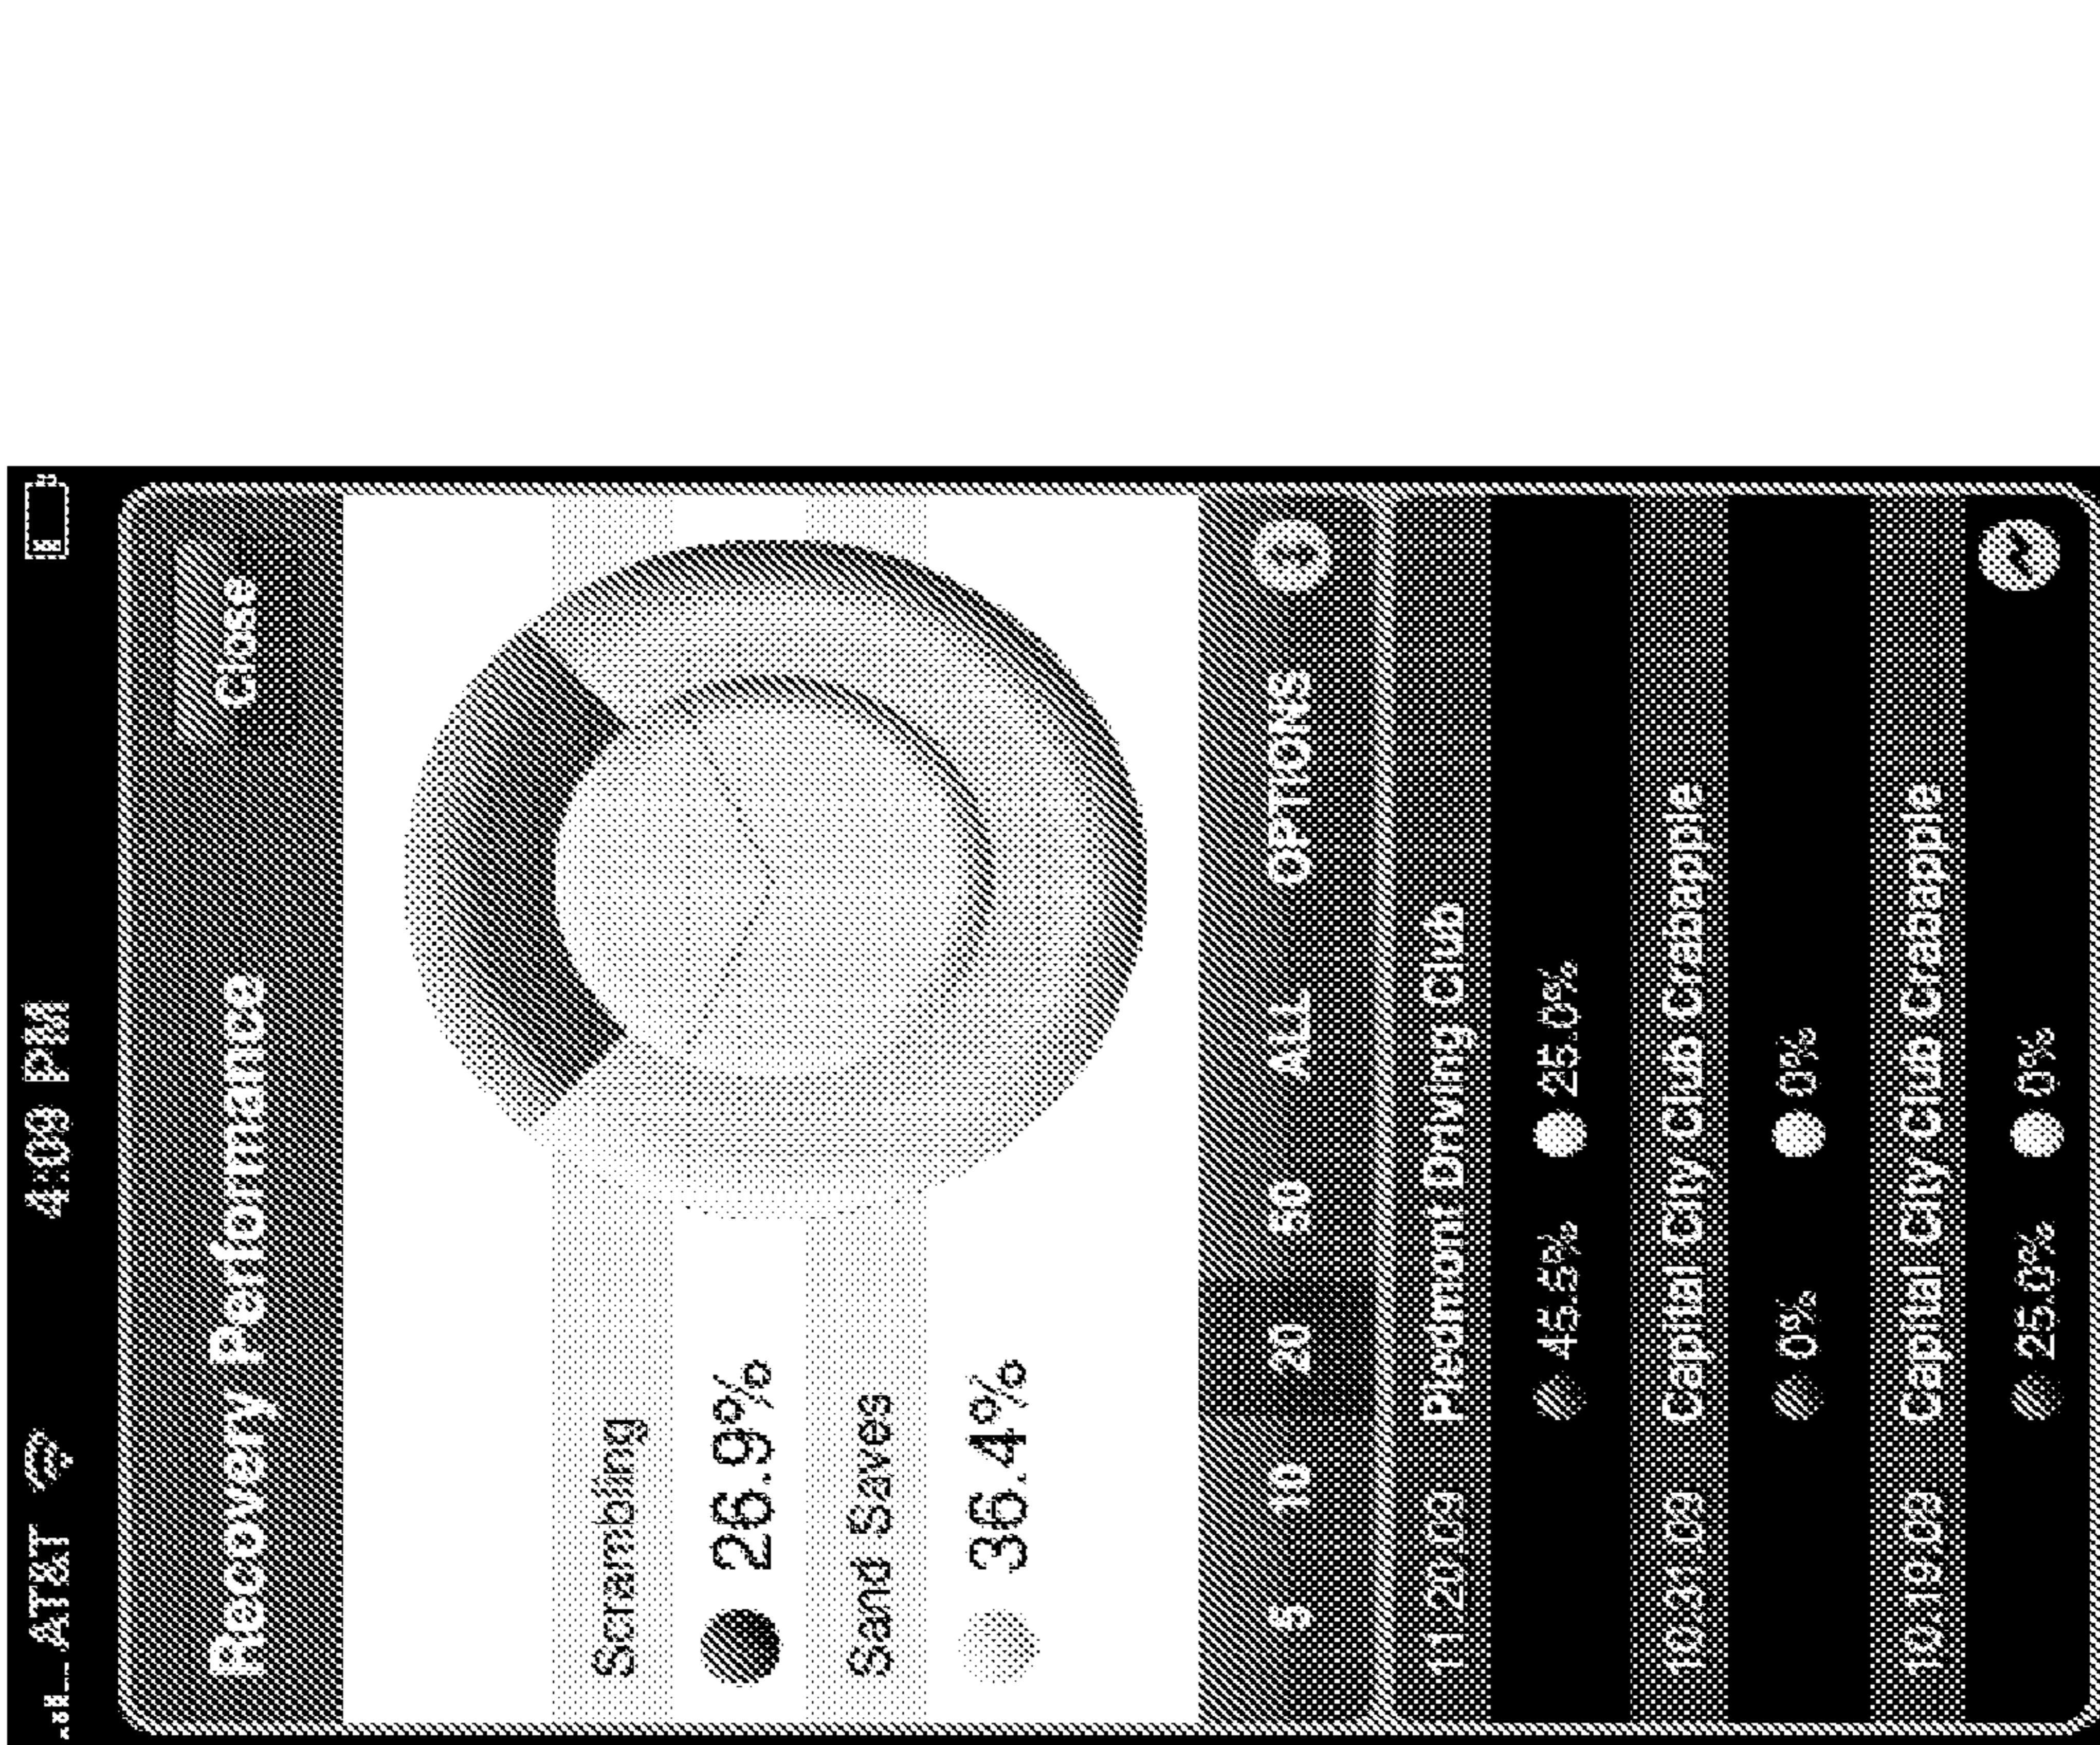 AT&T 4:09 PM
Recovery Performance Close
Scrambling
26.9%
Sand Saves
36.4%
5 10 20 50 ALL OPTIONS
11.20.09 Piedmont Driving Club
45.5% 25.0%
10.31.09 Capital City Club Crabapple
0% 0%
10.19.09 Capital City Club Crabapple
25.0% 0%